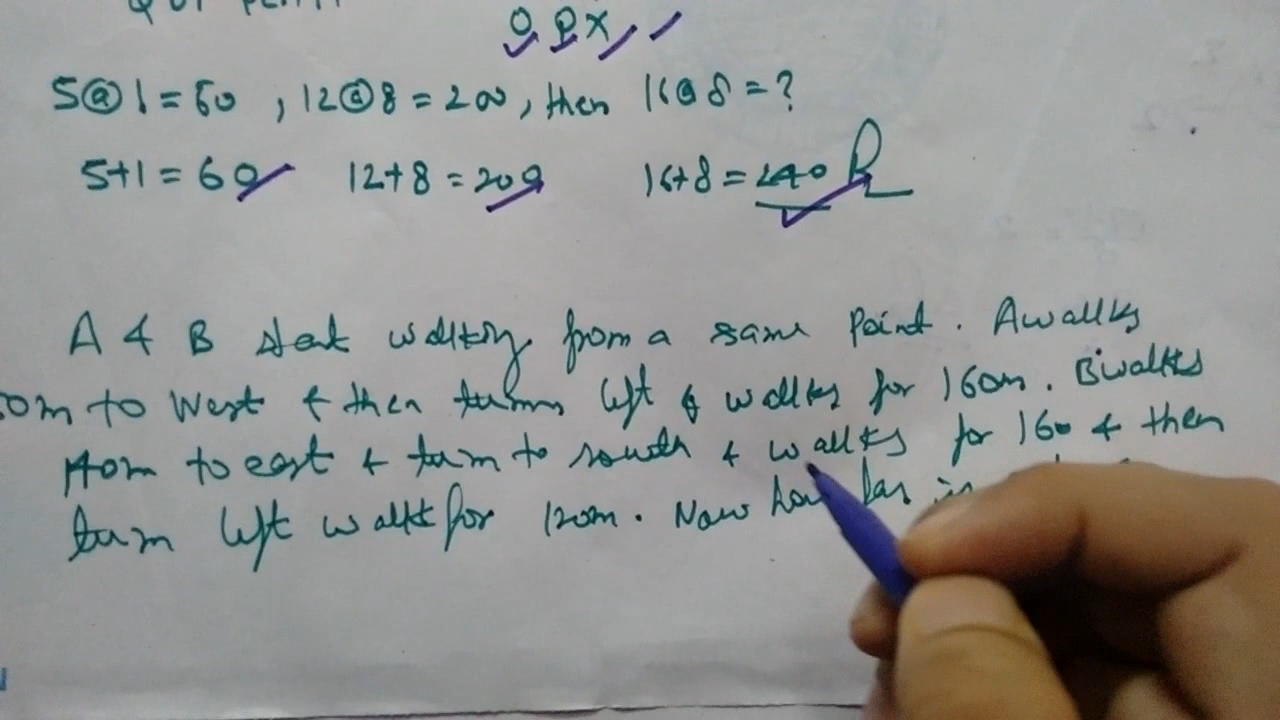 O P X
5@1=60 , 12@8=200, then 16@8=?
5+1=60 12+8=200 16+8=240
A & B start walking from a same Point. A walks
0m to West & then turns left & walks for 160m. B walks
40m to east & turn to south & walks for 160 & then
turn left walk for 120m. Now how far is